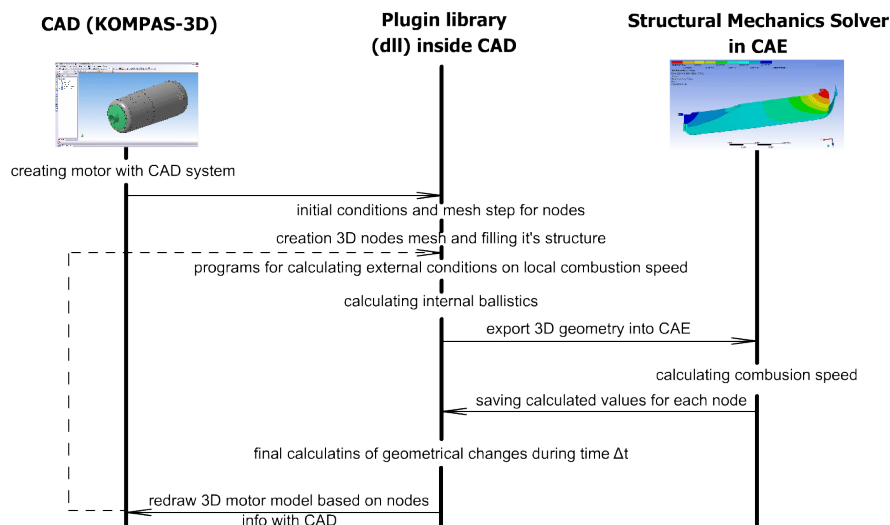 CAD (KOMPAS-3D)
Plugin library
(dll) inside CAD
Structural Mechanics Solver
in CAE
creating motor with CAD system
initial conditions and mesh step for nodes
creation 3D nodes mesh and filling it's structure
programs for calculating external conditions on local combustion speed
calculating internal ballistics
export 3D geometry into CAE
calculating combusion speed
saving calculated values for each node
final calculatins of geometrical changes during time Δt
redraw 3D motor model based on nodes
info with CAD